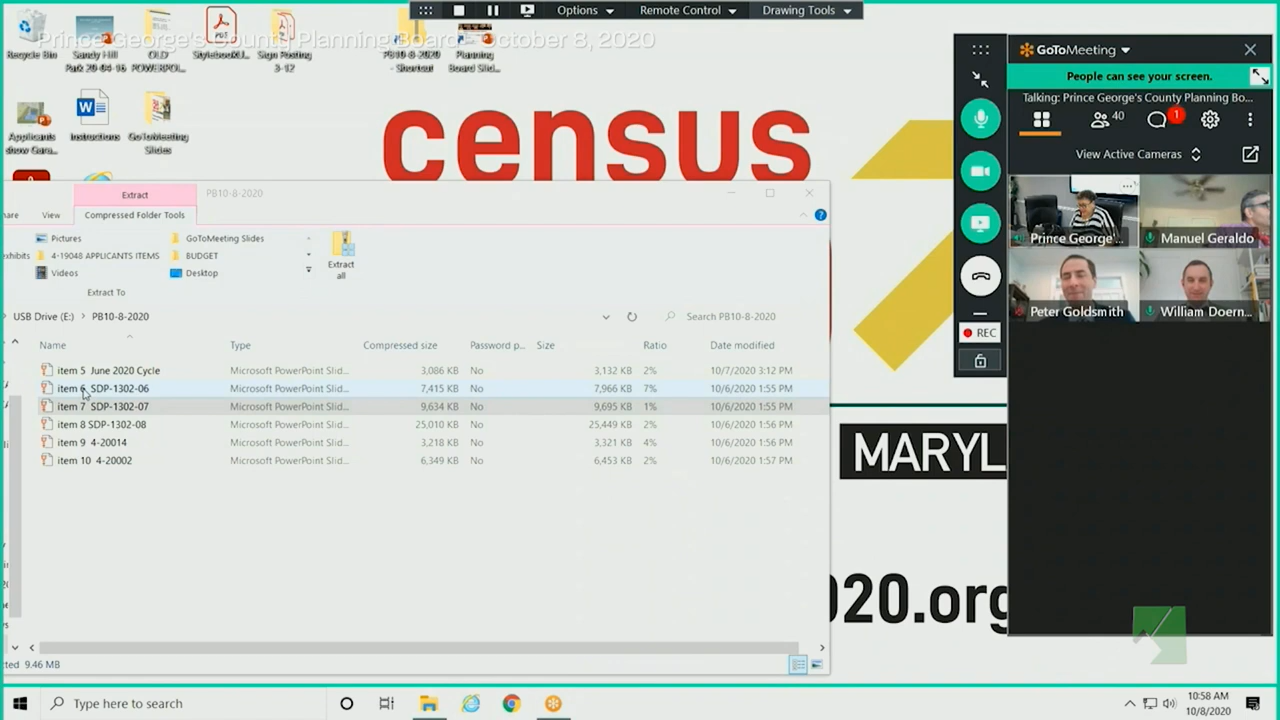 Options
Remote Control
Drawing Tools
Prince George's County Planning Board - October 8, 2020
Recycle Bin
Sandy Hill Park 20-04-16
OLD POWERPOI...
Sign Posting 3-12
PB10-8-2020 - Shortcut
Planning Board Slid...
Applicants show Gara...
Instructions
GoToMeeting Slides
census
020.org
MARYL
Extract
PB10-8-2020
hare
View
Compressed Folder Tools
Pictures
GoToMeeting Slides
exhibits
4-19048 APPLICANTS ITEMS
BUDGET
Videos
Desktop
Extract all
Extract To
USB Drive (E:)
PB10-8-2020
Search PB10-8-2020
Name
Type
Compressed size
Password p...
Size
Ratio
Date modified
item 5 June 2020 Cycle Microsoft PowerPoint Slid... 3,086 KB No 3,132 KB 2% 10/7/2020 3:12 PM
item 6 SDP-1302-06 Microsoft PowerPoint Slid... 7,415 KB No 7,966 KB 7% 10/6/2020 1:55 PM
item 7 SDP-1302-07 Microsoft PowerPoint Slid... 9,634 KB No 9,695 KB 1% 10/6/2020 1:55 PM
item 8 SDP-1302-08 Microsoft PowerPoint Slid... 25,010 KB No 25,449 KB 2% 10/6/2020 1:56 PM
item 9 4-20014 Microsoft PowerPoint Slid... 3,218 KB No 3,321 KB 4% 10/6/2020 1:56 PM
item 10 4-20002 Microsoft PowerPoint Slid... 6,349 KB No 6,453 KB 2% 10/6/2020 1:57 PM
cted 9.46 MB
GoToMeeting
People can see your screen.
Talking: Prince George's County Planning Bo...
40
1
View Active Cameras
Prince George'...
Manuel Geraldo
Peter Goldsmith
William Doern...
REC
Type here to search
10:58 AM
10/8/2020